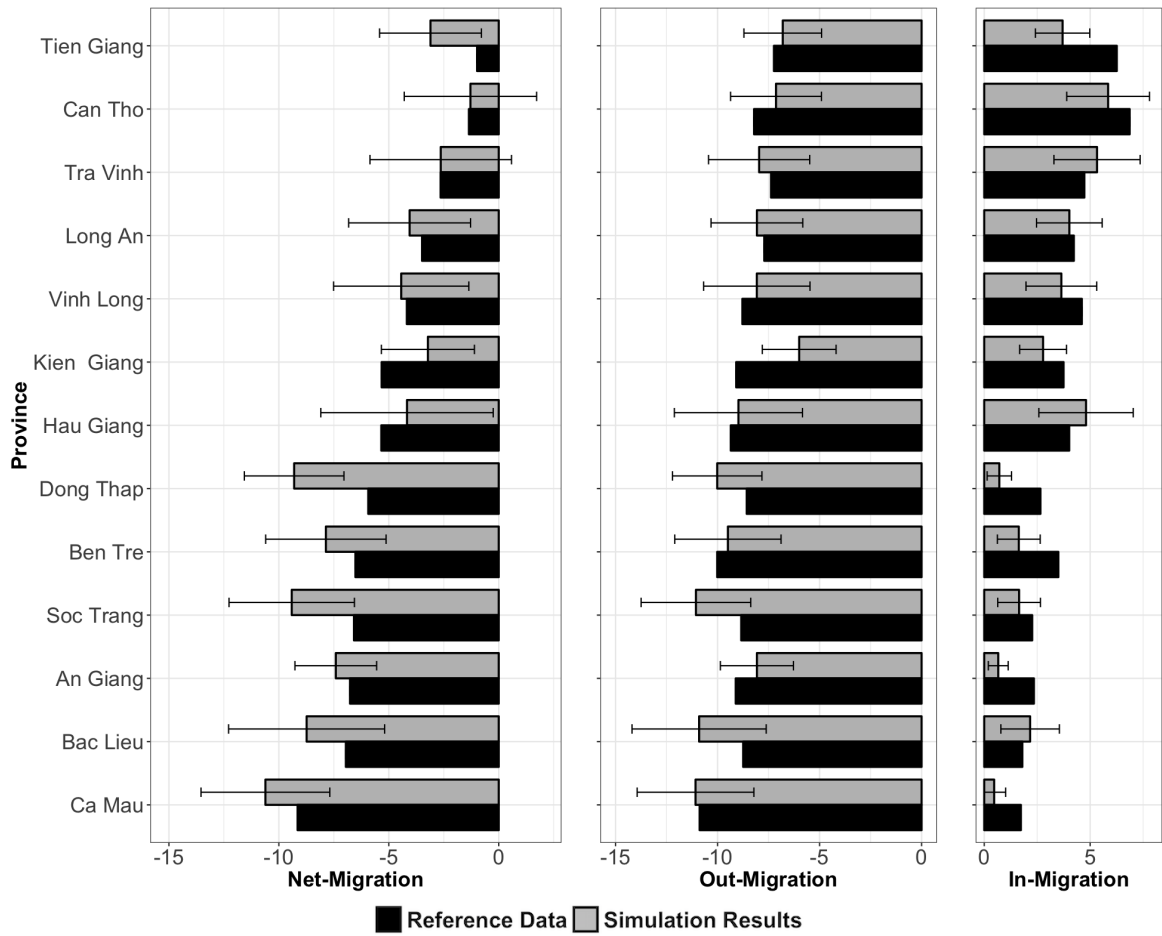 Province
Tien Giang
Can Tho
Tra Vinh
Long An
Vinh Long
Kien  Giang
Hau Giang
Dong Thap
Ben Tre
Soc Trang
An Giang
Bac Lieu
Ca Mau
-15 -10 -5 0 -15 -10 -5 0 0 5
Net-Migration Out-Migration In-Migration
Reference Data Simulation Results